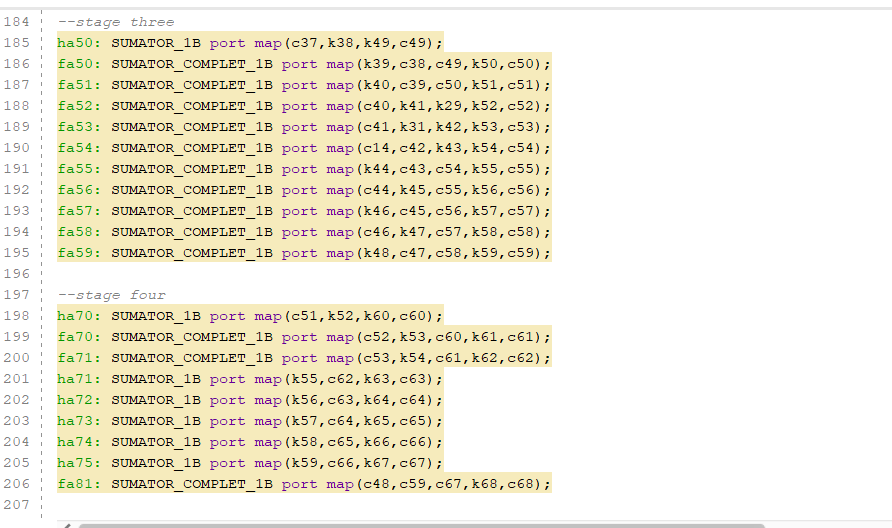 184 --stage three
185 ha50: SUMATOR_1B port map(c37,k38,k49,c49);
186 fa50: SUMATOR_COMPLET_1B port map(k39,c38,c49,k50,c50);
187 fa51: SUMATOR_COMPLET_1B port map(k40,c39,c50,k51,c51);
188 fa52: SUMATOR_COMPLET_1B port map(c40,k41,k29,k52,c52);
189 fa53: SUMATOR_COMPLET_1B port map(c41,k31,k42,k53,c53);
190 fa54: SUMATOR_COMPLET_1B port map(c14,c42,k43,k54,c54);
191 fa55: SUMATOR_COMPLET_1B port map(k44,c43,c54,k55,c55);
192 fa56: SUMATOR_COMPLET_1B port map(c44,k45,c55,k56,c56);
193 fa57: SUMATOR_COMPLET_1B port map(k46,c45,c56,k57,c57);
194 fa58: SUMATOR_COMPLET_1B port map(c46,k47,c57,k58,c58);
195 fa59: SUMATOR_COMPLET_1B port map(k48,c47,c58,k59,c59);
196
197 --stage four
198 ha70: SUMATOR_1B port map(c51,k52,k60,c60);
199 fa70: SUMATOR_COMPLET_1B port map(c52,k53,c60,k61,c61);
200 fa71: SUMATOR_COMPLET_1B port map(c53,k54,c61,k62,c62);
201 ha71: SUMATOR_1B port map(k55,c62,k63,c63);
202 ha72: SUMATOR_1B port map(k56,c63,k64,c64);
203 ha73: SUMATOR_1B port map(k57,c64,k65,c65);
204 ha74: SUMATOR_1B port map(k58,c65,k66,c66);
205 ha75: SUMATOR_1B port map(k59,c66,k67,c67);
206 fa81: SUMATOR_COMPLET_1B port map(c48,c59,c67,k68,c68);
207